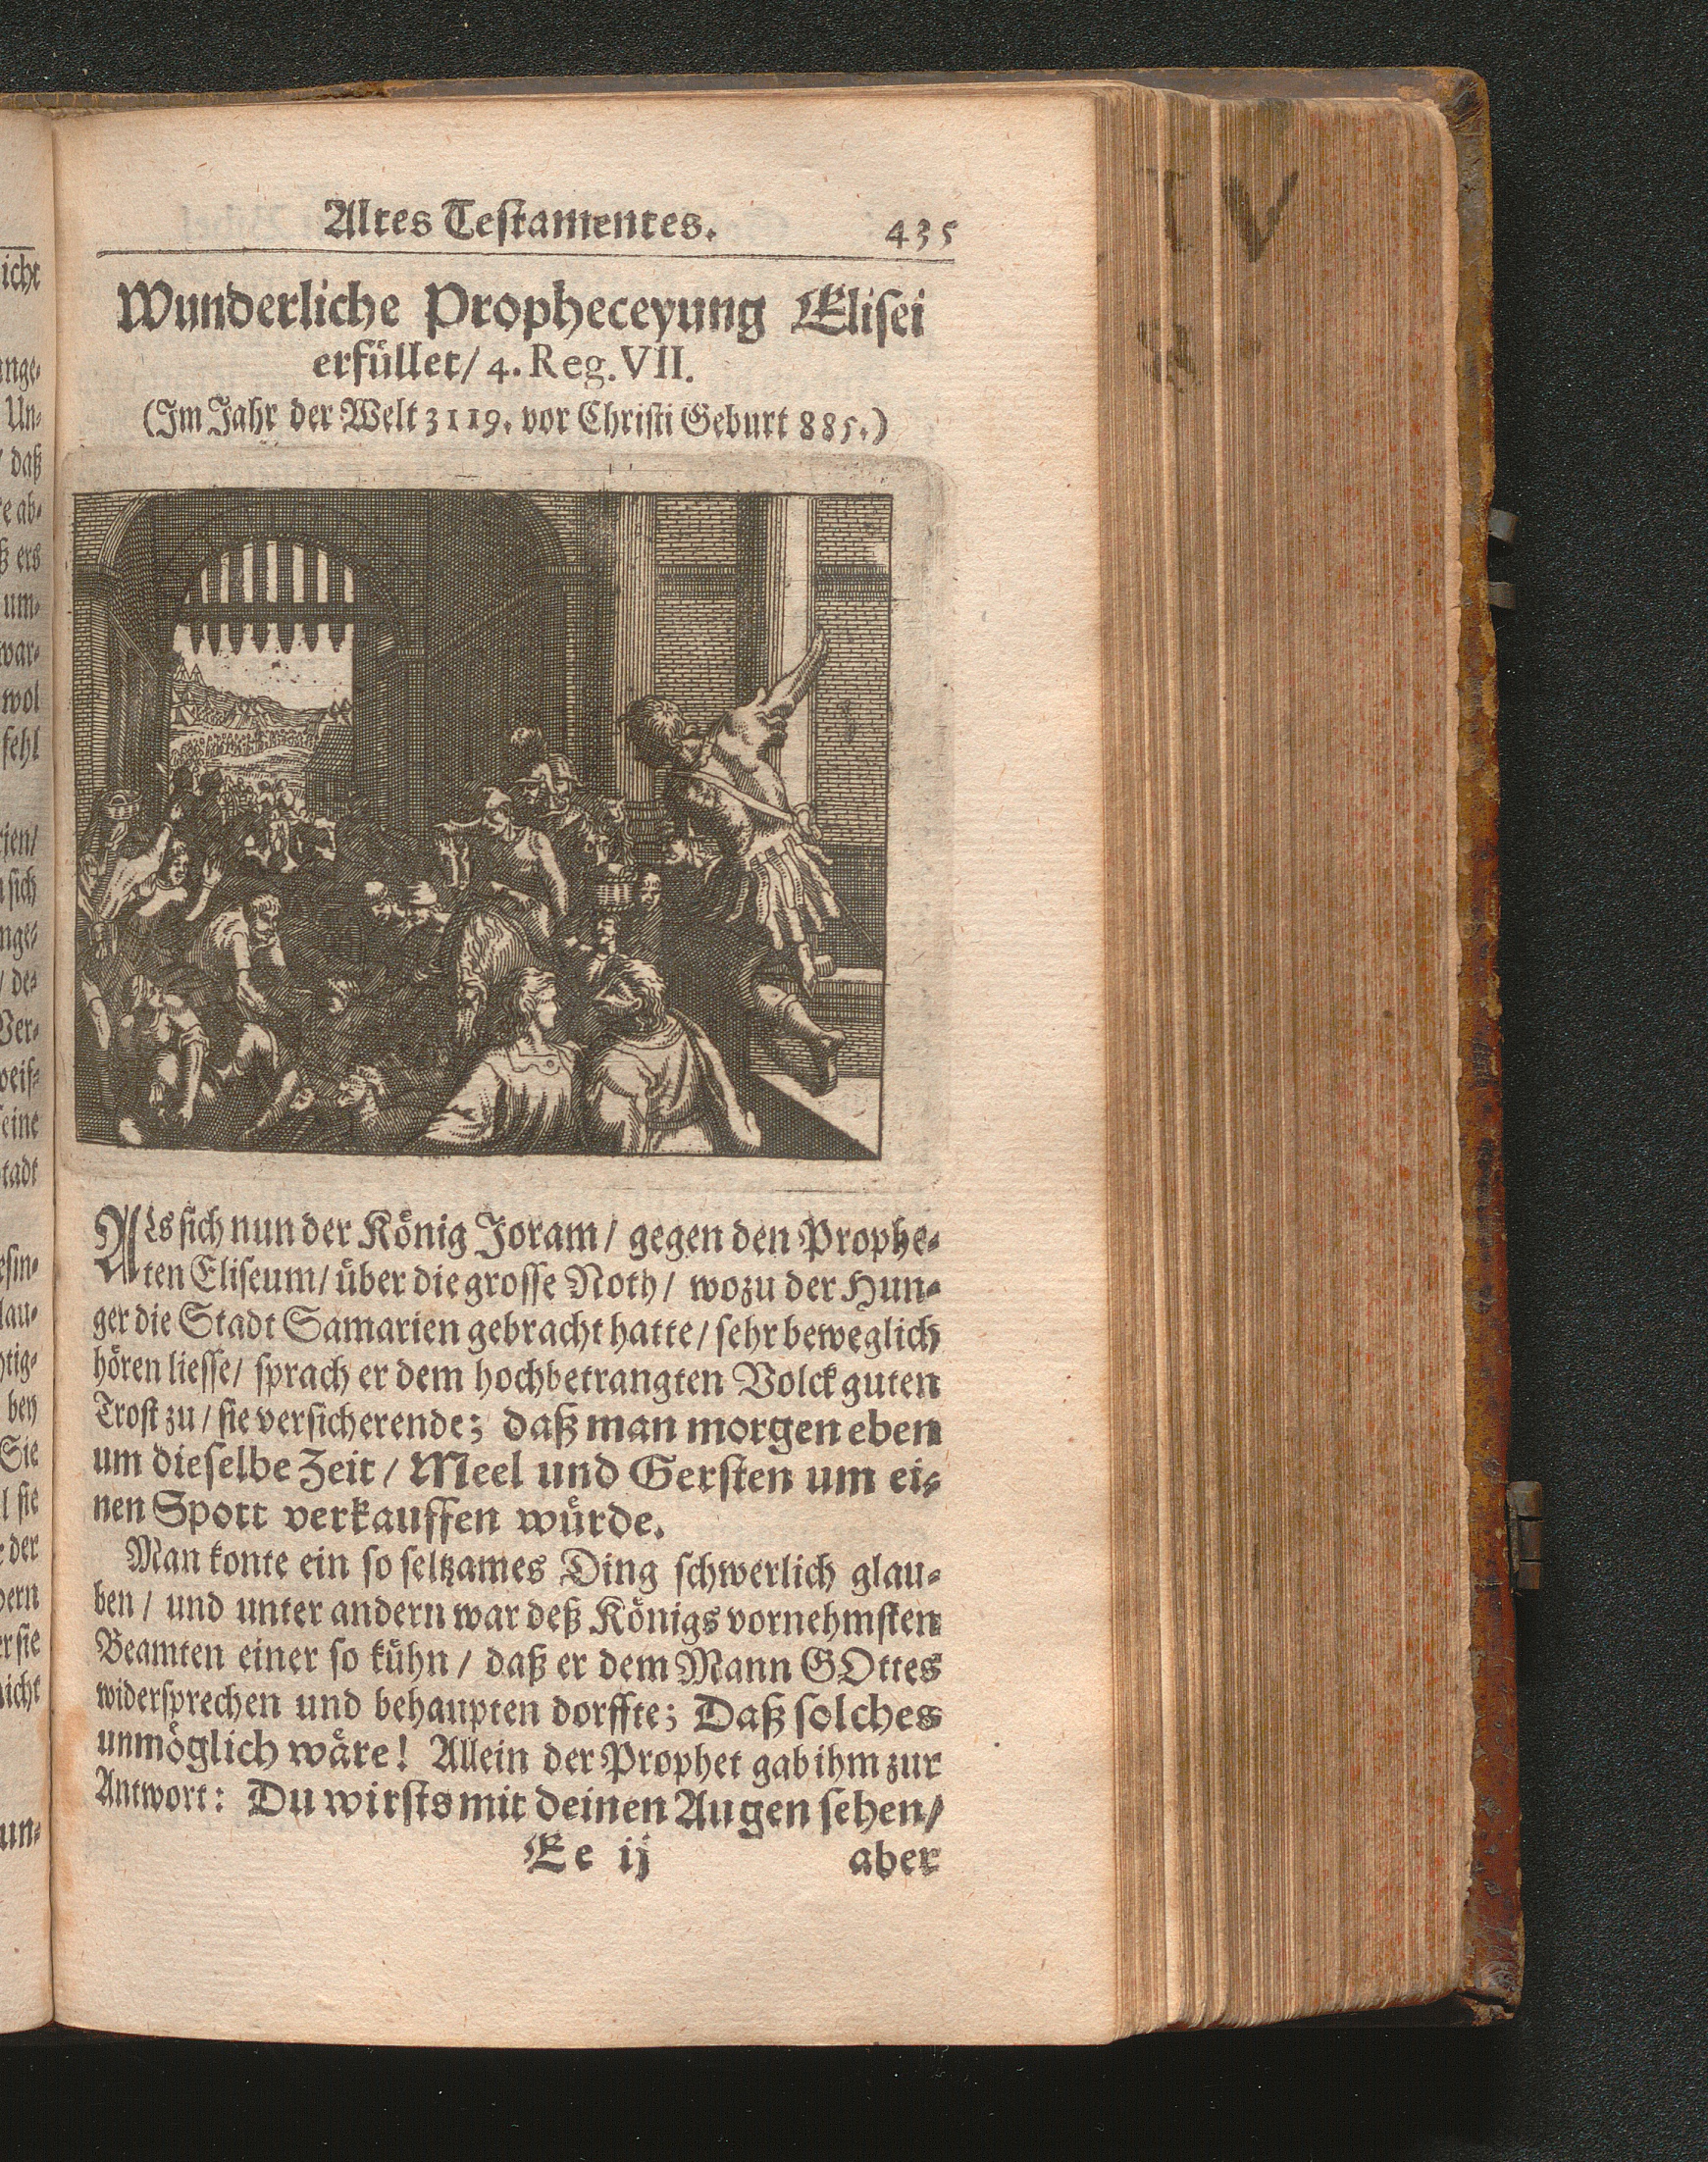 Altes Testamentes. 435
Wunderliche Propheceyung Elisei
erfüllet/ 4. Reg. VII.
(Im Jahr der Welt 3119. vor Christi Geburt 885.)
Als sich nun der König Joram/ gegen den Prophe-
ten Eliseum/ über die grosse Noth/ wozu der Hun-
ger die Stadt Samarien gebracht hatte/ sehr beweglich
hören liesse/ sprach er dem hochbetrangten Volck guten
Trost zu/ sie versicherende; daß man morgen eben
um dieselbe Zeit/ Meel und Gersten um ei-
nen Spott verkauffen würde.
Man konte ein so seltzames Ding schwerlich glau-
ben/ und unter andern war deß Königs vornehmsten
Beamten einer so kühn/ daß er dem Mann GOttes
widersprechen und behaupten dorffte; Daß solches
unmöglich wäre! Allein der Prophet gab ihm zur
Antwort: Du wirsts mit deinen Augen sehen/
Ee ij aber